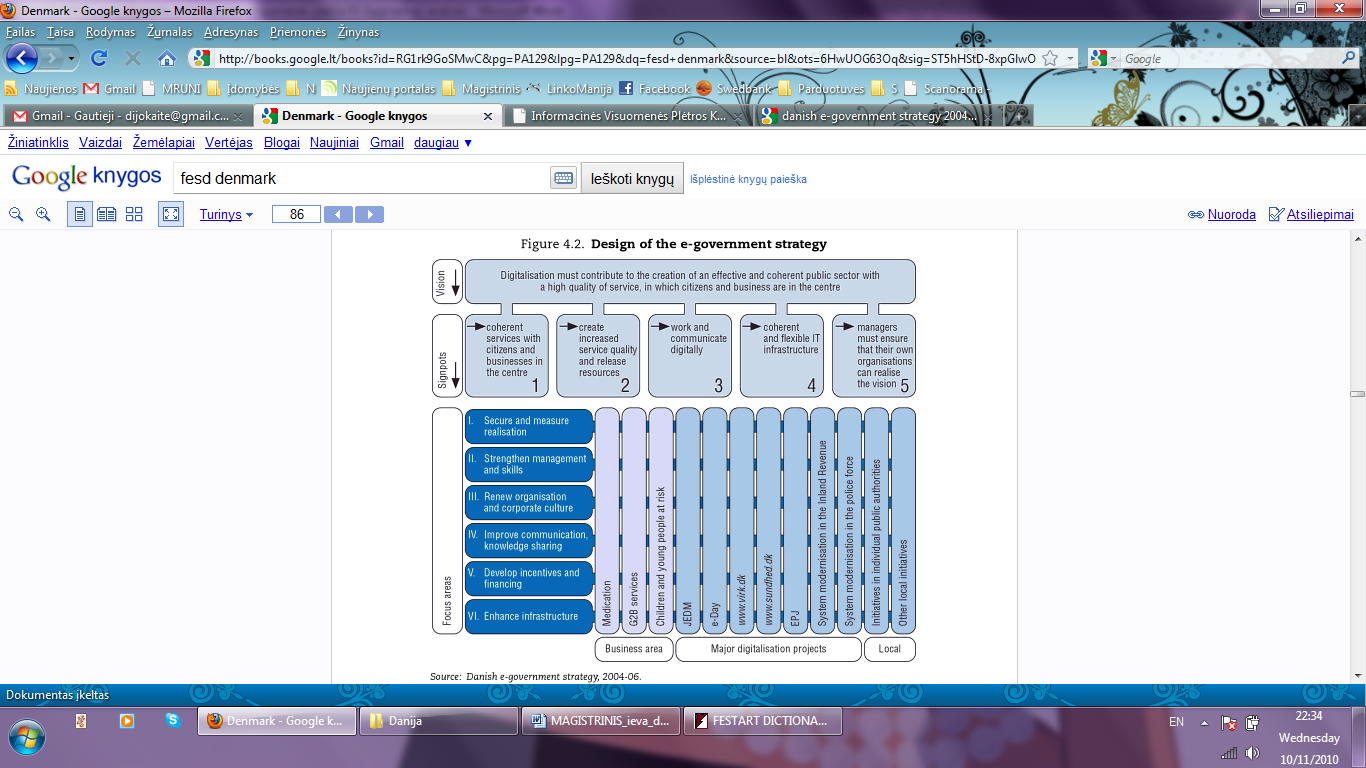 Denmark - Google knygos – Mozilla Firefox
Failas Taisa Rodymas Žurnalas Adresynas Priemonės Žinynas
http://books.google.lt/books?id=RG1rk9GoSMwC&pg=PA129&lpg=PA129&dq=fesd+denmark&source=bl&ots=6HwUOG63Oq&sig=ST5hHStD-8xpGlwO
Google
Naujienos Gmail MRUNI Įdomybės N Naujienų portalas Magistrinis LinkoManija Facebook Swedbank Parduotuvės S Scanorama -
Gmail - Gautieji - dijokaite@gmail.c...
Denmark - Google knygos
Informacinės Visuomenės Plėtros K...
danish e-government strategy 2004...
Žiniatinklis Vaizdai Žemėlapiai Vertėjas Blogai Naujiniai Gmail daugiau ▼
Google knygos
fesd denmark
Ieškoti knygų
Išplėstinė knygų paieška
Turinys
86
Nuoroda
Atsiliepimai
Figure 4.2. Design of the e-government strategy
Vision
Digitalisation must contribute to the creation of an effective and coherent public sector with
a high quality of service, in which citizens and business are in the centre
Signpots
coherent
services with
citizens and
businesses in
the centre
1
create
increased
service quality
and release
resources
2
work and
communicate
digitally
3
coherent
and flexible IT
infrastructure
4
managers
must ensure
that their own
organisations
can realise
the vision
5
Focus areas
I. Secure and measure
realisation
II. Strengthen management
and skills
III. Renew organisation
and corporate culture
IV. Improve communication,
knowledge sharing
V. Develop incentives and
financing
VI. Enhance infrastructure
Medication
G2B services
Children and young people at risk
JEDM
e-Day
www.virk.dk
www.sundhed.dk
EPJ
System modernisation in the Inland Revenue
System modernisation in the police force
Initiatives in individual public authorities
Other local initiatives
Business area
Major digitalisation projects
Local
Source: Danish e-government strategy, 2004-06.
Dokumentas įkeltas
Denmark - Google k...
Danija
MAGISTRINIS_ieva_d...
FESTART DICTIONA...
EN
22:34
Wednesday
10/11/2010